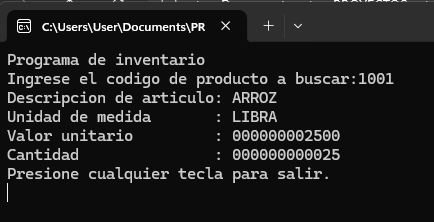 C:\Users\User\Documents\PR
Programa de inventario
Ingrese el codigo de producto a buscar:1001
Descripcion de articulo: ARROZ
Unidad de medida       : LIBRA
Valor unitario         : 000000002500
Cantidad               : 000000000025
Presione cualquier tecla para salir.